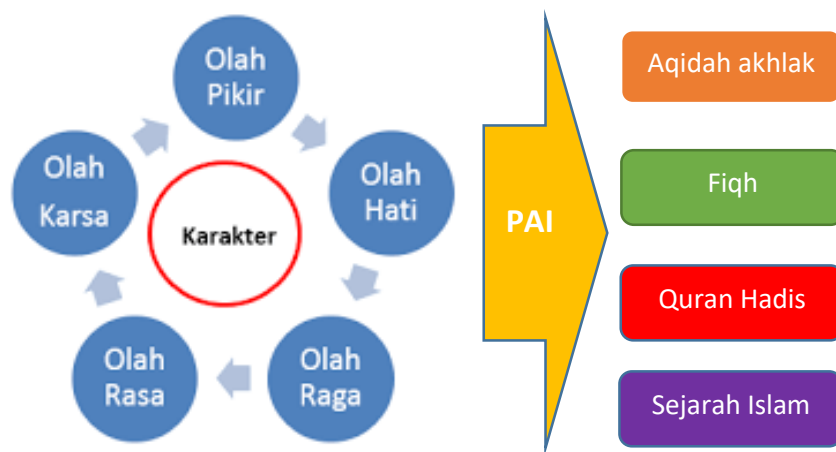 Olah
Pikir
Olah
Hati
Olah
Raga
Olah
Rasa
Olah
Karsa
Karakter
PAI
Aqidah akhlak
Fiqh
Quran Hadis
Sejarah Islam